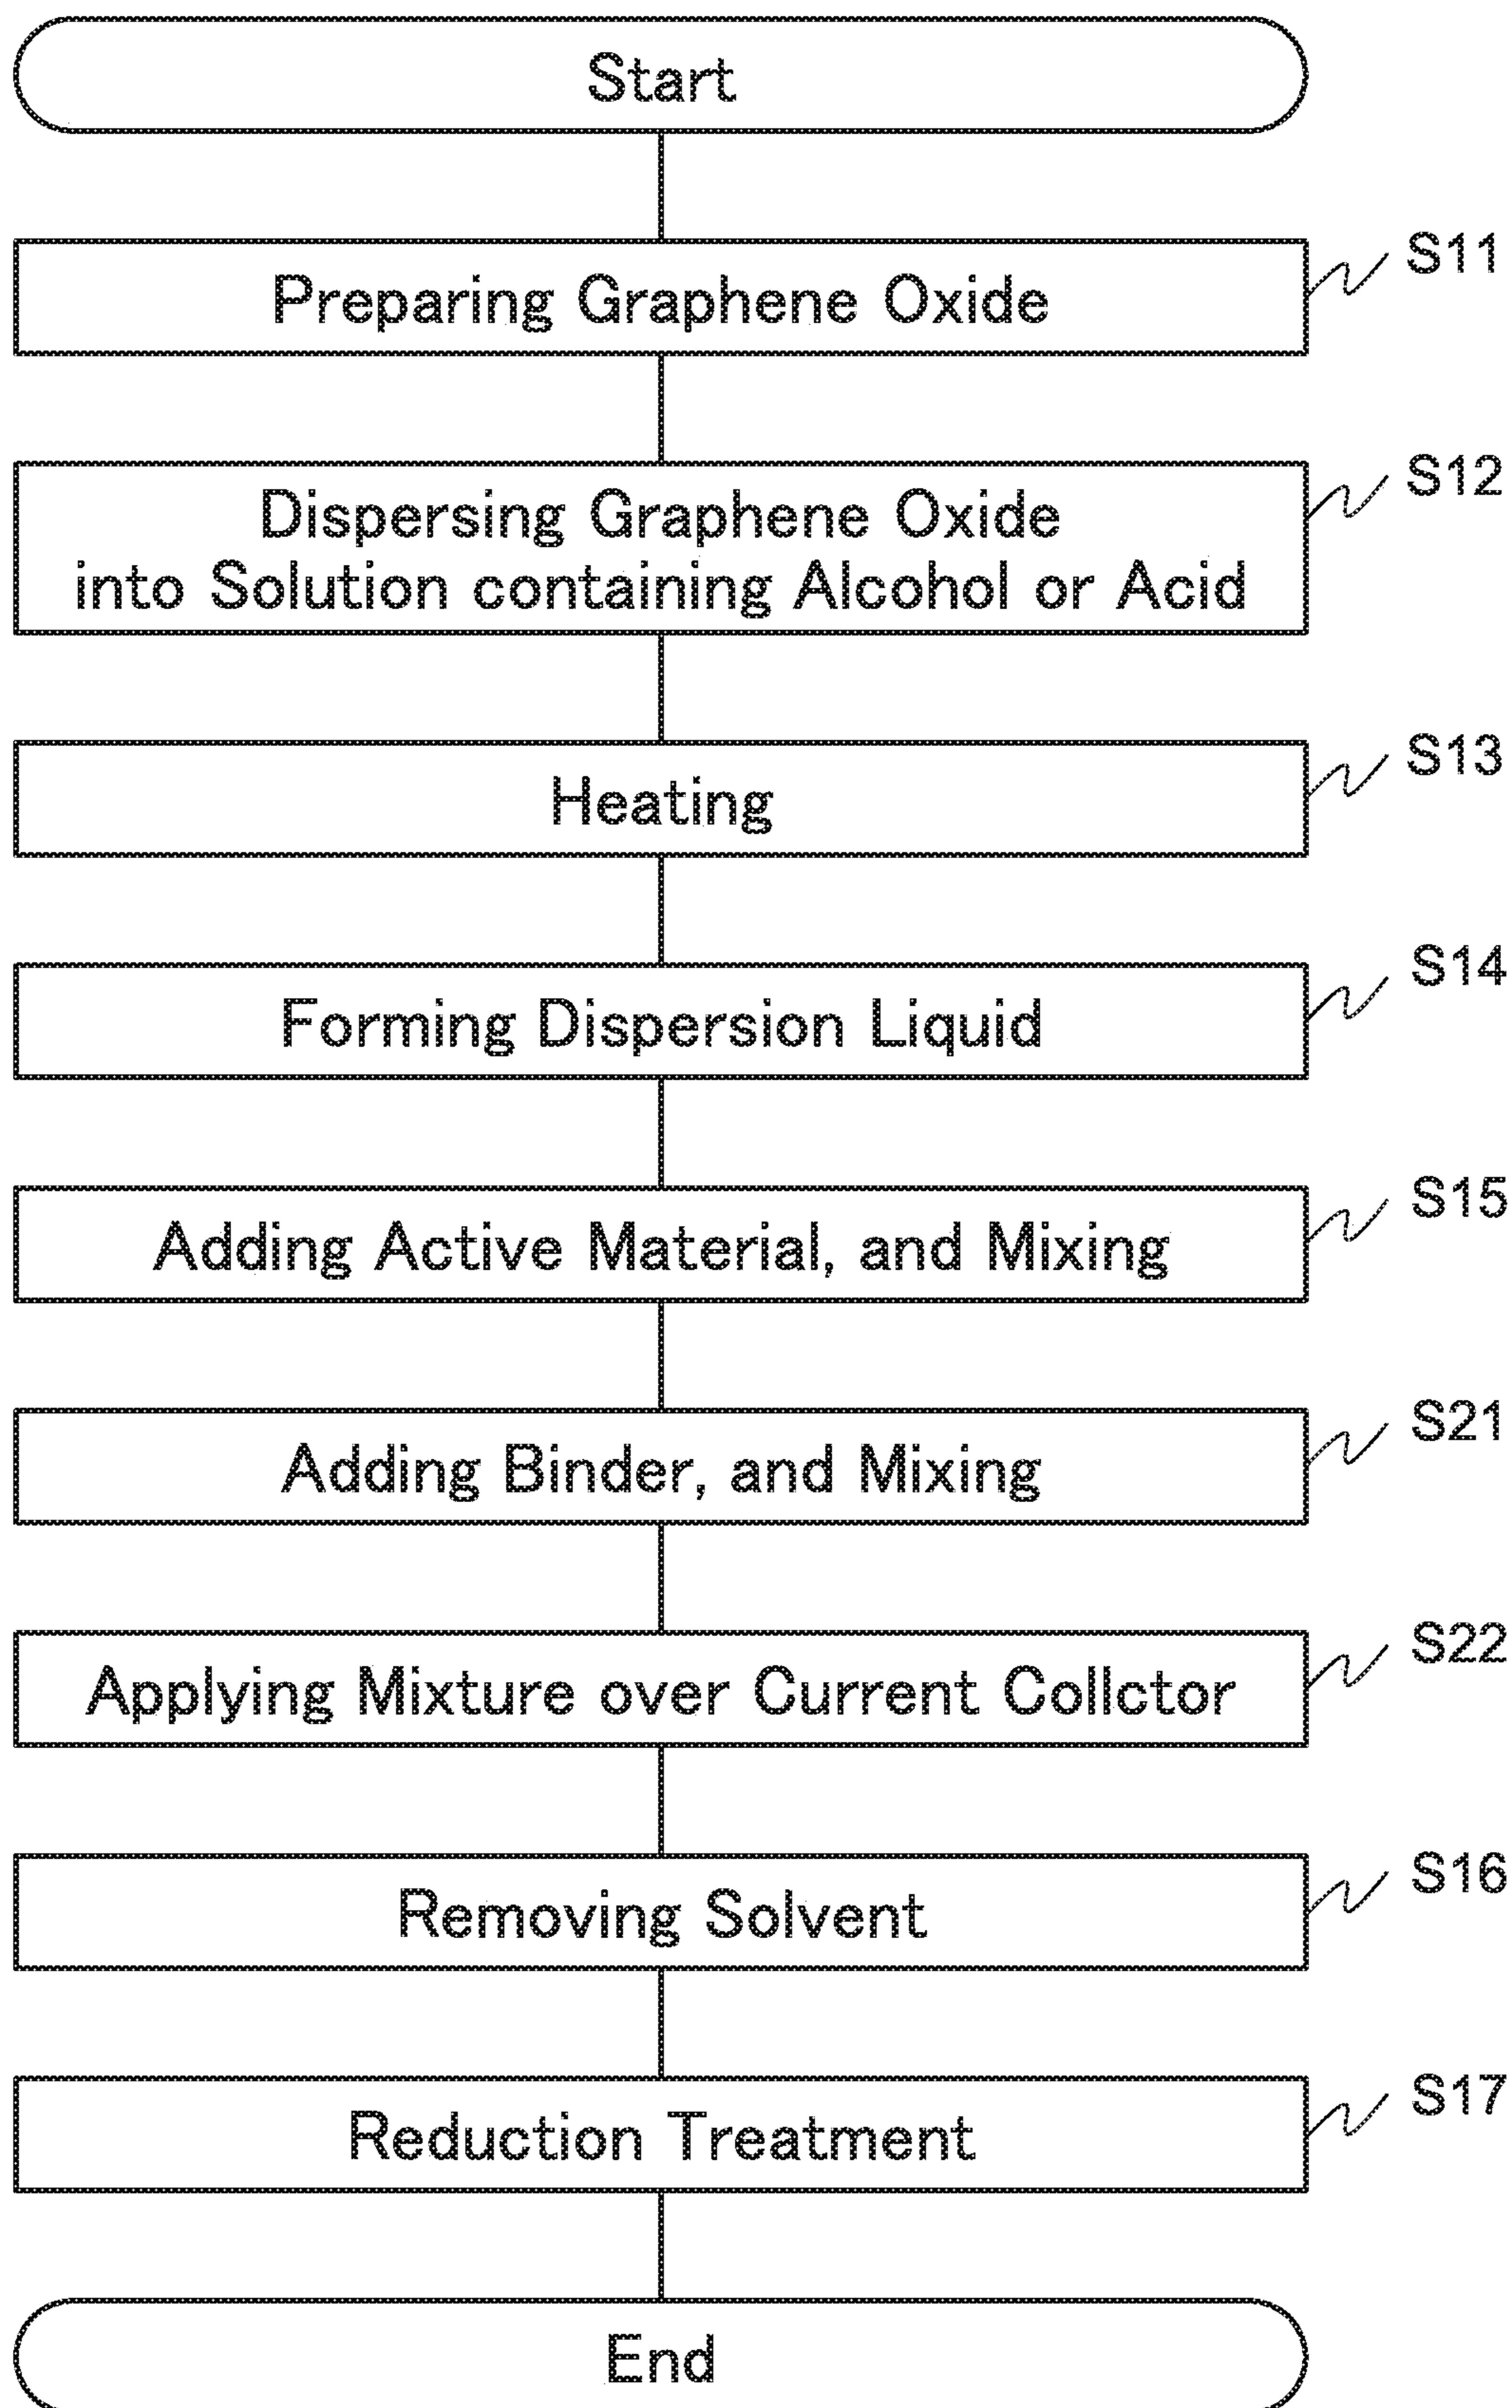 Start
Preparing Graphene Oxide
S11
Dispersing Graphene Oxide
into Solution containing Alcohol or Acid
S12
Heating
S13
Forming Dispersion Liquid
S14
Adding Active Material, and Mixing
S15
Adding Binder, and Mixing
S21
Applying Mixture over Current Collctor
S22
Removing Solvent
S16
Reduction Treatment
S17
End